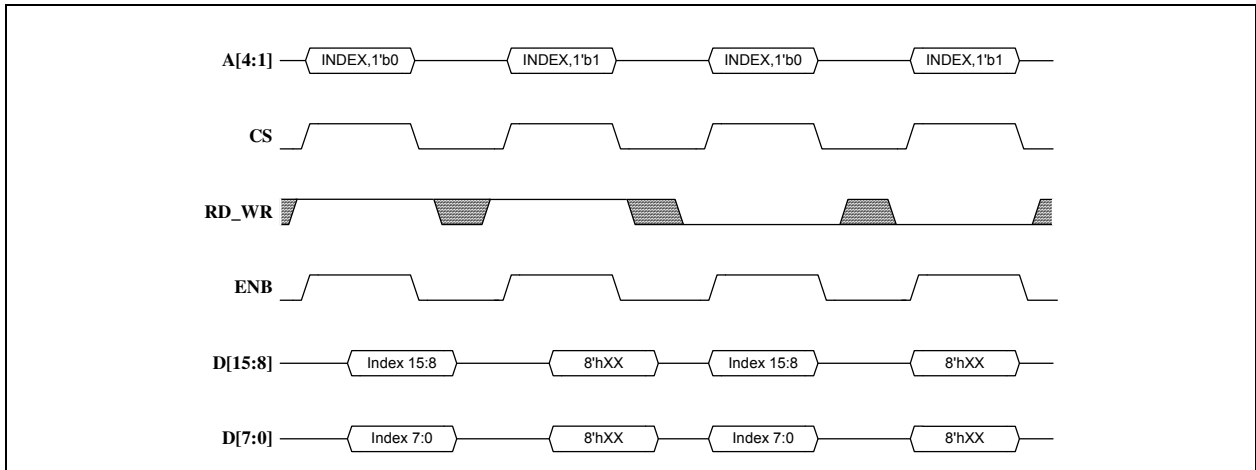 A[4:1] INDEX,1'b0 INDEX,1'b1 INDEX,1'b0 INDEX,1'b1
CS
RD_WR
ENB
D[15:8] Index 15:8 8'hXX Index 15:8 8'hXX
D[7:0] Index 7:0 8'hXX Index 7:0 8'hXX